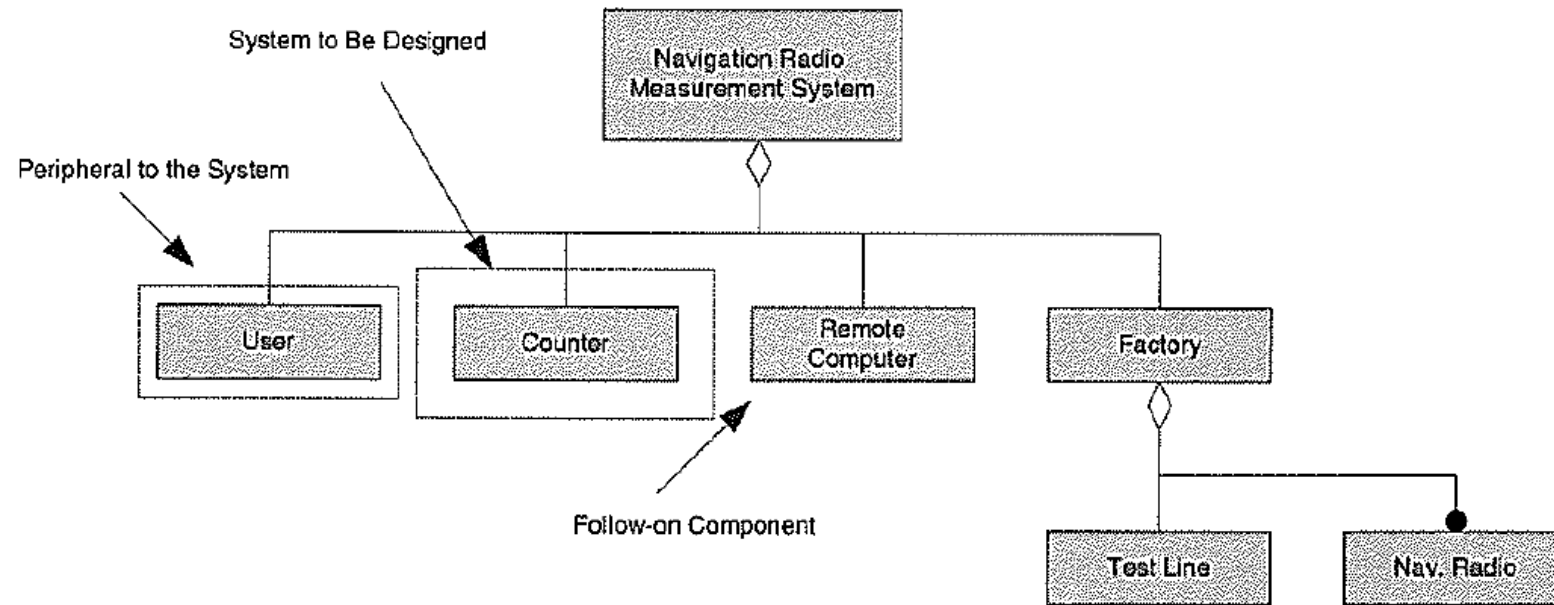 System to Be Designed
Navigation Radio
Measurement System
Peripheral to the System
User
Counter
Remote
Computer
Factory
Follow-on Component
Test Line
Nav. Radio